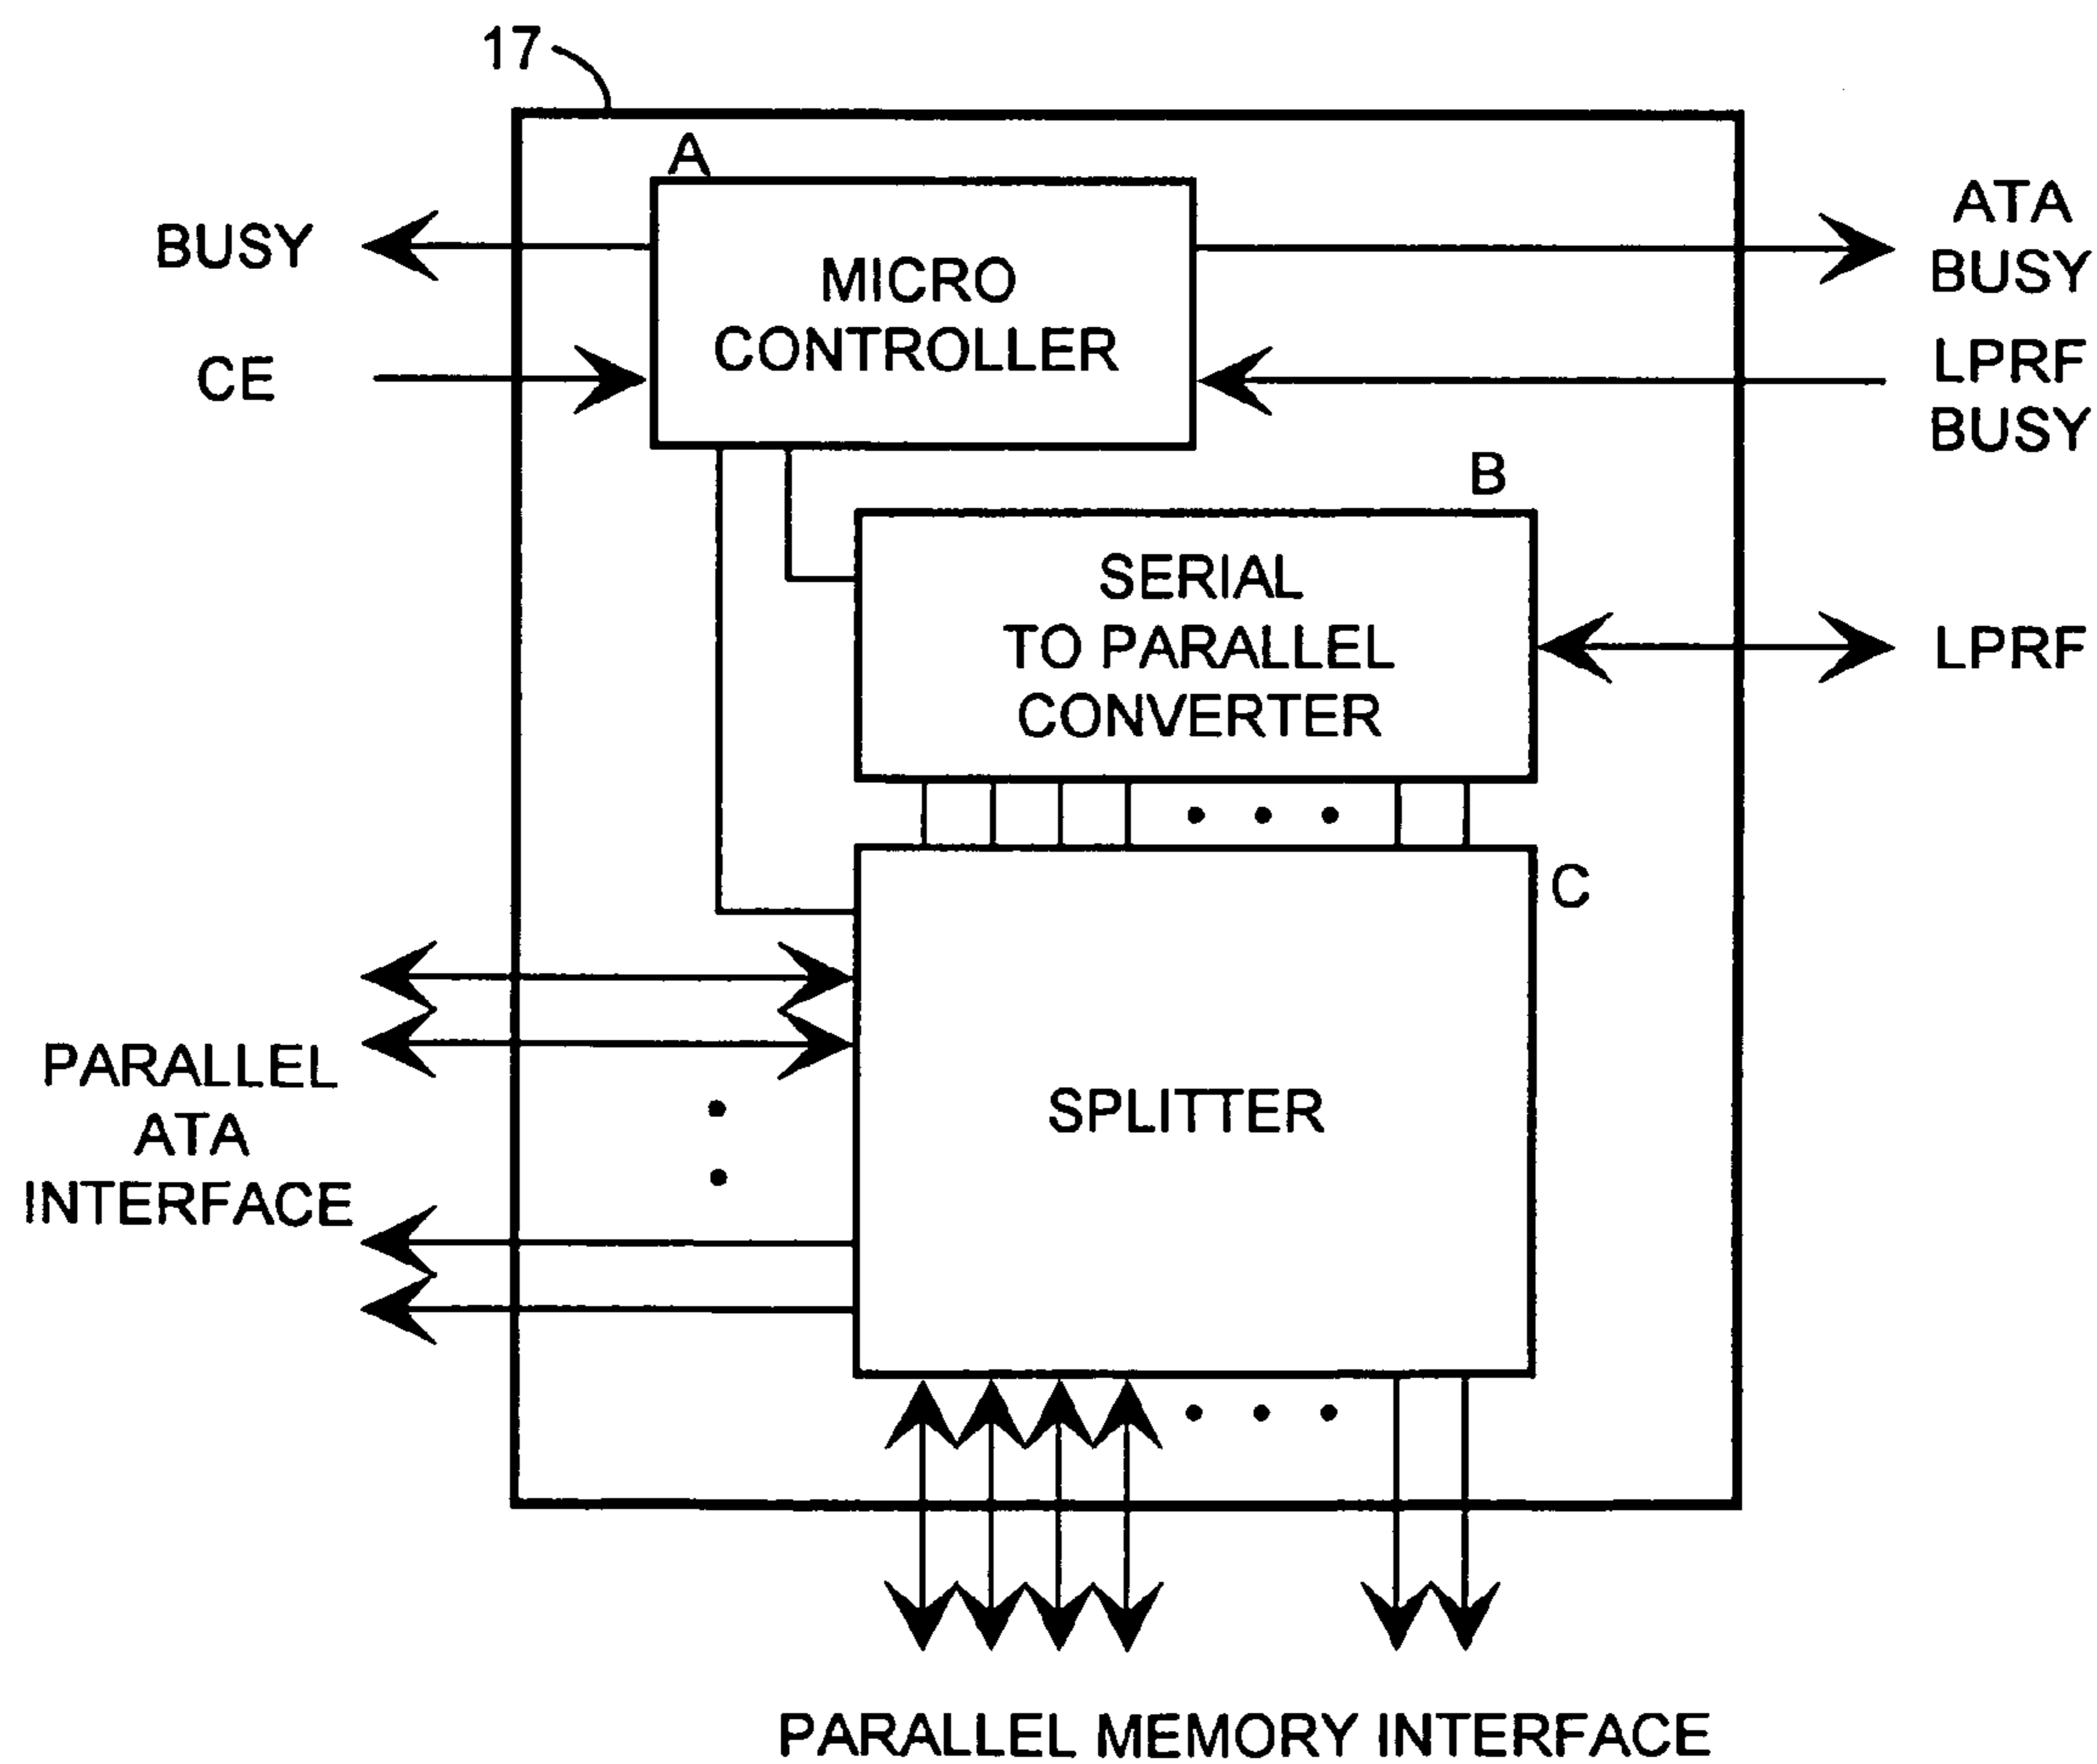 17
A
BUSY
CE
MICRO
CONTROLLER
ATA
BUSY
LPRF
BUSY
B
SERIAL
TO PARALLEL
CONVERTER
LPRF
C
SPLITTER
PARALLEL
ATA
INTERFACE
PARALLEL MEMORY INTERFACE